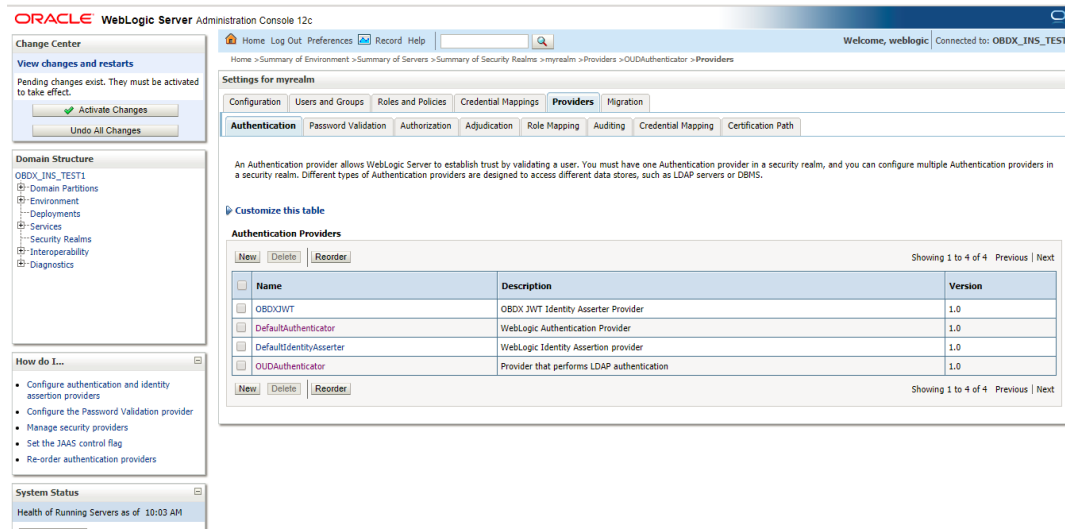 ORACLE WebLogic Server Administration Console 12c
Change Center
View changes and restarts
Pending changes exist. They must be activated
to take effect.
Activate Changes
Undo All Changes
Domain Structure
OBDX_INS_TEST1
Domain Partitions
Environment
Deployments
Services
Security Realms
Interoperability
Diagnostics
How do I...
Configure authentication and identity
assertion providers
Configure the Password Validation provider
Manage security providers
Set the JAAS control flag
Re-order authentication providers
System Status
Health of Running Servers as of 10:03 AM
Home Log Out Preferences Record Help
Welcome, weblogic Connected to: OBDX_INS_TEST
Home >Summary of Environment >Summary of Servers >Summary of Security Realms >myrealm >Providers >OUDAuthenticator >Providers
Settings for myrealm
Configuration Users and Groups Roles and Policies Credential Mappings Providers Migration
Authentication Password Validation Authorization Adjudication Role Mapping Auditing Credential Mapping Certification Path
An Authentication provider allows WebLogic Server to establish trust by validating a user. You must have one Authentication provider in a security realm, and you can configure multiple Authentication providers in
a security realm. Different types of Authentication providers are designed to access different data stores, such as LDAP servers or DBMS.
Customize this table
Authentication Providers
New Delete Reorder Showing 1 to 4 of 4 Previous | Next
Name Description Version
OBDXJWT OBDX JWT Identity Asserter Provider 1.0
DefaultAuthenticator WebLogic Authentication Provider 1.0
DefaultIdentityAsserter WebLogic Identity Assertion provider 1.0
OUDAuthenticator Provider that performs LDAP authentication 1.0
New Delete Reorder Showing 1 to 4 of 4 Previous | Next